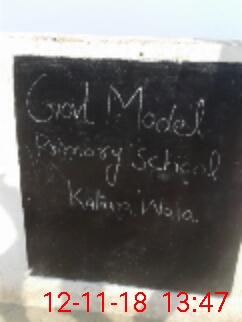 Govt Model
Primary School
Wala
12-11-18 13:47